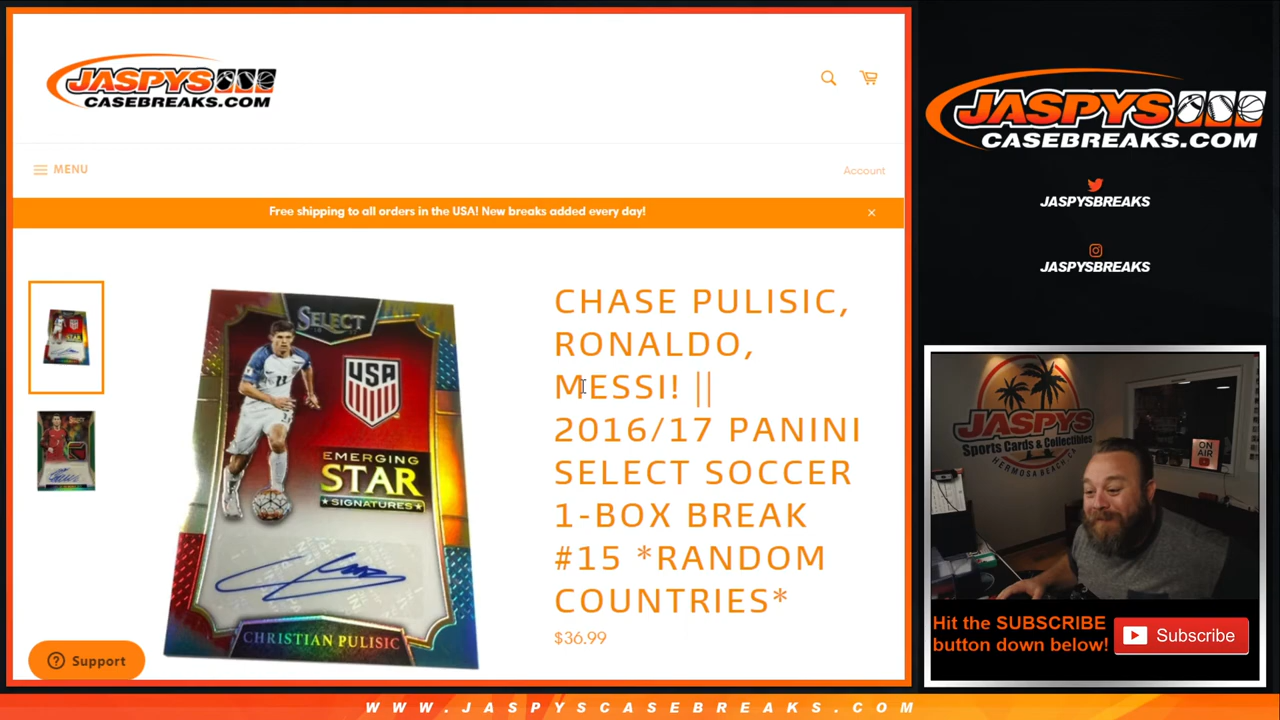 JASPYS
CASEBREAKS.COM
MENU
Account
Free shipping to all orders in the USA! New breaks added every day!
×
SELECT
16 17
USA
EMERGING
STAR
★SIGNATURES★
CHRISTIAN PULISIC
CHASE PULISIC,
RONALDO,
MESSI! ||
2016/17 PANINI
SELECT SOCCER
1-BOX BREAK
#15 *RANDOM
COUNTRIES*
$36.99
Support
JASPYS
CASEBREAKS.COM
JASPYSBREAKS
JASPYSBREAKS
JASPYS
Sports Cards & Collectibles
HERMOSA BEACH, CA
ON
AIR
Hit the SUBSCRIBE
button down below!
Subscribe
WWW.JASPYSCASEBREAKS.COM